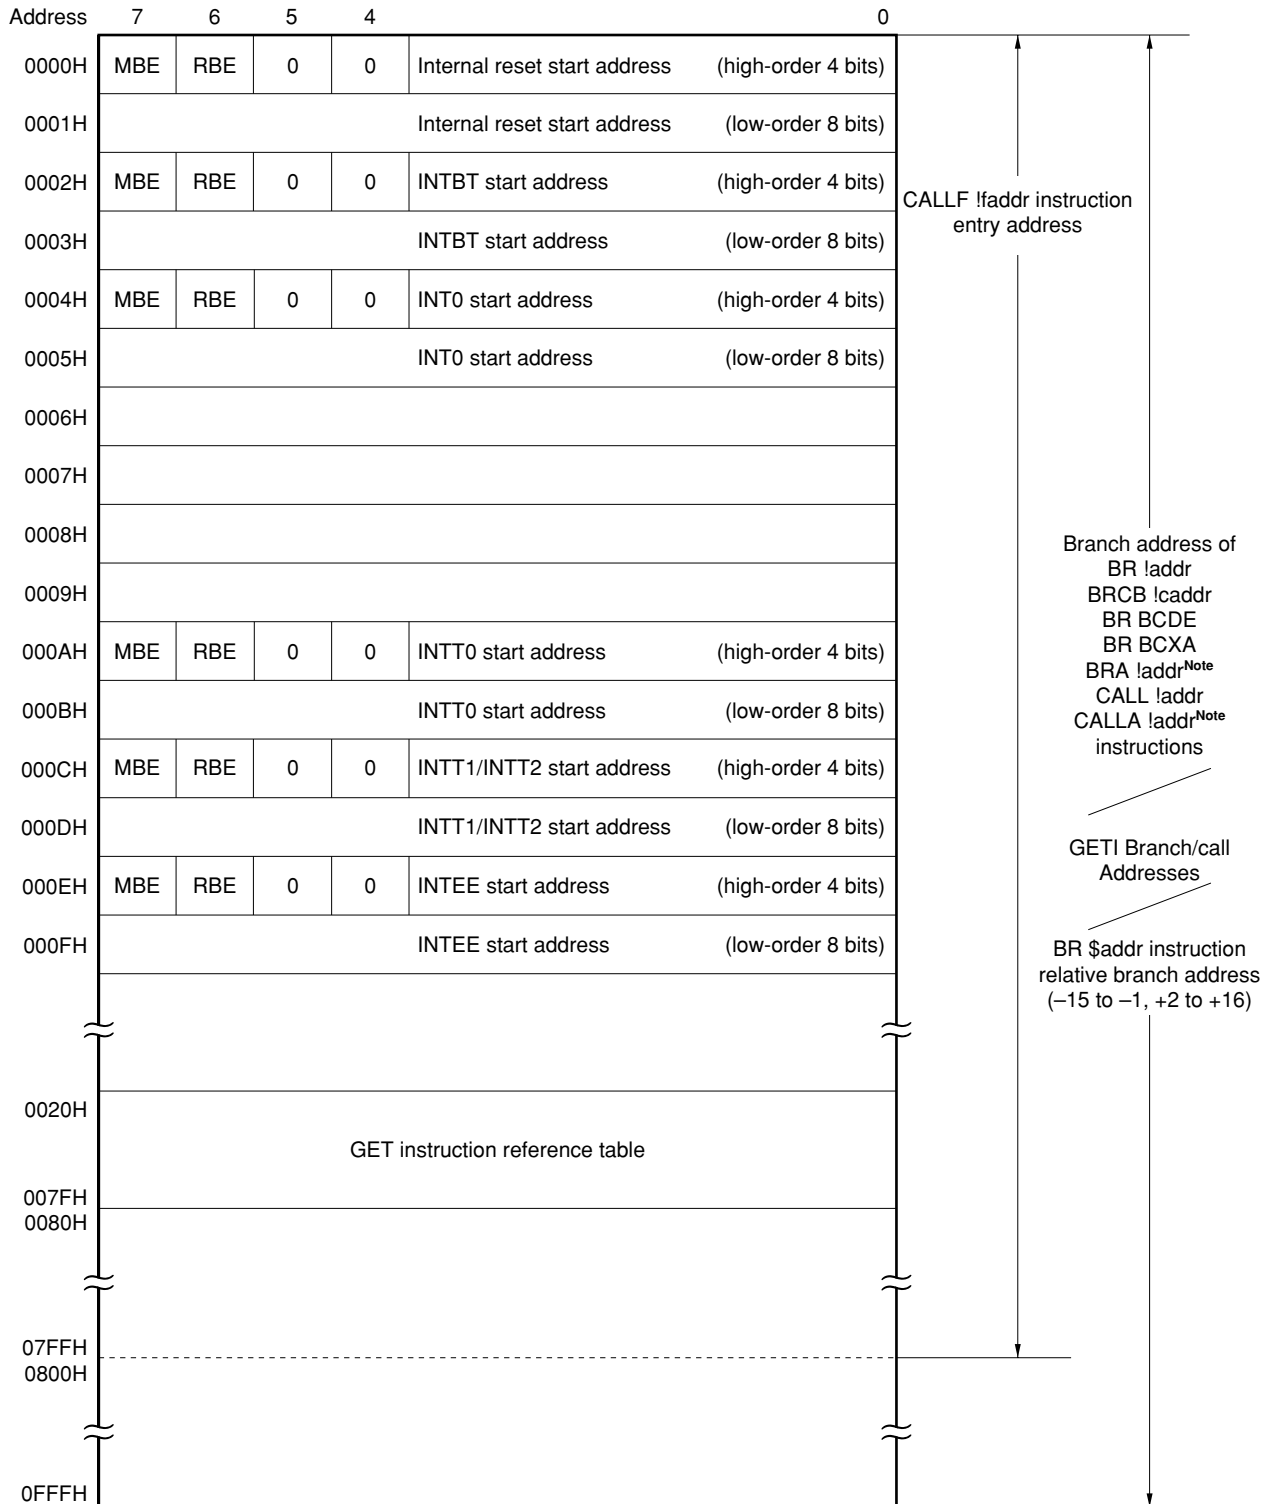 Address 7 6 5 4 0
0000H MBE RBE 0 0 Internal reset start address (high-order 4 bits)
0001H Internal reset start address (low-order 8 bits)
0002H MBE RBE 0 0 INTBT start address (high-order 4 bits)
CALLF !faddr instruction
entry address
0003H INTBT start address (low-order 8 bits)
0004H MBE RBE 0 0 INT0 start address (high-order 4 bits)
0005H INT0 start address (low-order 8 bits)
0006H
0007H
0008H
0009H
Branch address of
BR !addr
BRCB !caddr
BR BCDE
BR BCXA
BRA !addrNote
CALL !addr
CALLA !addrNote
instructions
000AH MBE RBE 0 0 INTT0 start address (high-order 4 bits)
000BH INTT0 start address (low-order 8 bits)
000CH MBE RBE 0 0 INTT1/INTT2 start address (high-order 4 bits)
000DH INTT1/INTT2 start address (low-order 8 bits)
GETI Branch/call
Addresses
000EH MBE RBE 0 0 INTEE start address (high-order 4 bits)
000FH INTEE start address (low-order 8 bits)
BR $addr instruction
relative branch address
(–15 to –1, +2 to +16)
0020H
GET instruction reference table
007FH
0080H
07FFH
0800H
0FFFH